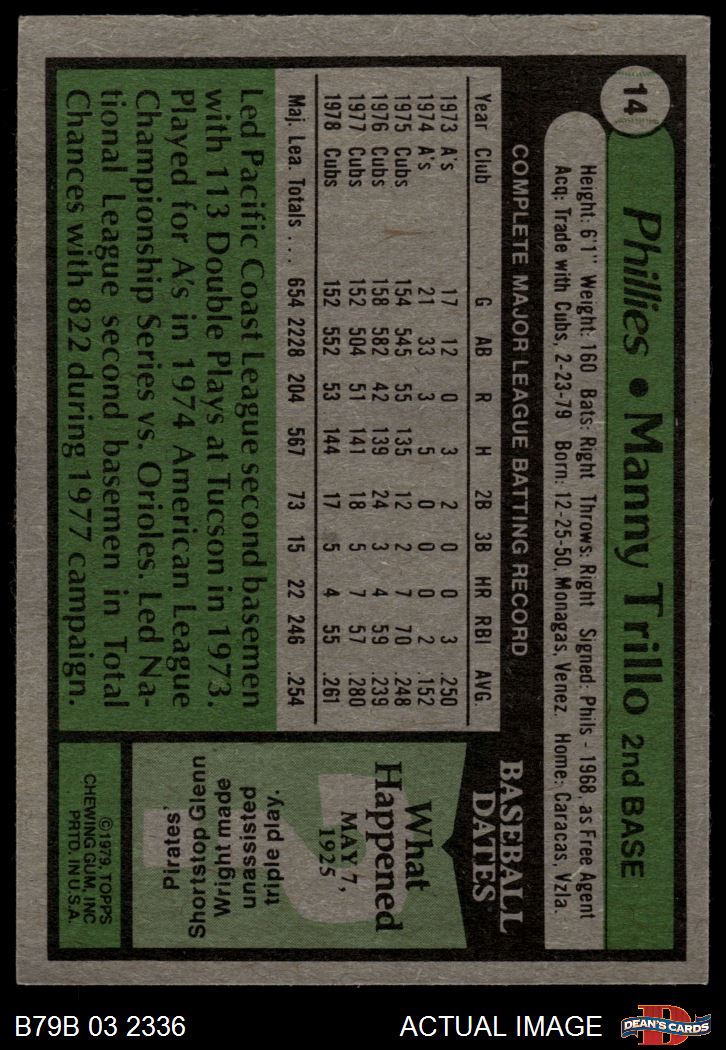 14
Phillies • Manny Trillo 2nd BASE
Height: 6'1" Weight: 160 Bats: Right Throws: Right Signed: Phils - 1968, as Free Agent
Acq: Trade with Cubs, 2-23-79 Born: 12-25-50, Monagas, Venez. Home: Caracas, Vzla.
COMPLETE MAJOR LEAGUE BATTING RECORD
Year Club G AB R H 2B 3B HR RBI AVG
1973 A's 17 12 0 3 2 0 0 3 .250
1974 A's 21 33 3 5 0 0 0 2 .152
1975 Cubs 154 545 55 135 12 2 7 70 .248
1976 Cubs 158 582 42 139 24 3 4 59 .239
1977 Cubs 152 504 51 141 18 5 7 57 .280
1978 Cubs 152 552 53 144 17 5 4 55 .261
Maj. Lea. Totals ... 654 2228 204 567 73 15 22 246 .254
Led Pacific Coast League second basemen
with 113 Double Plays at Tucson in 1973.
Played for A's in 1974 American League
Championship Series vs. Orioles. Led Na-
tional League second basemen in Total
Chances with 822 during 1977 campaign.
BASEBALL
DATES
What
Happened
MAY 7,
1925
Shortstop Glenn
Wright made
unassisted
triple play.
Pirates,
©1979, TOPPS
CHEWING GUM, INC
PRTD. IN U.S.A.
B79B 03 2336
ACTUAL IMAGE
D
DEAN'S CARDS